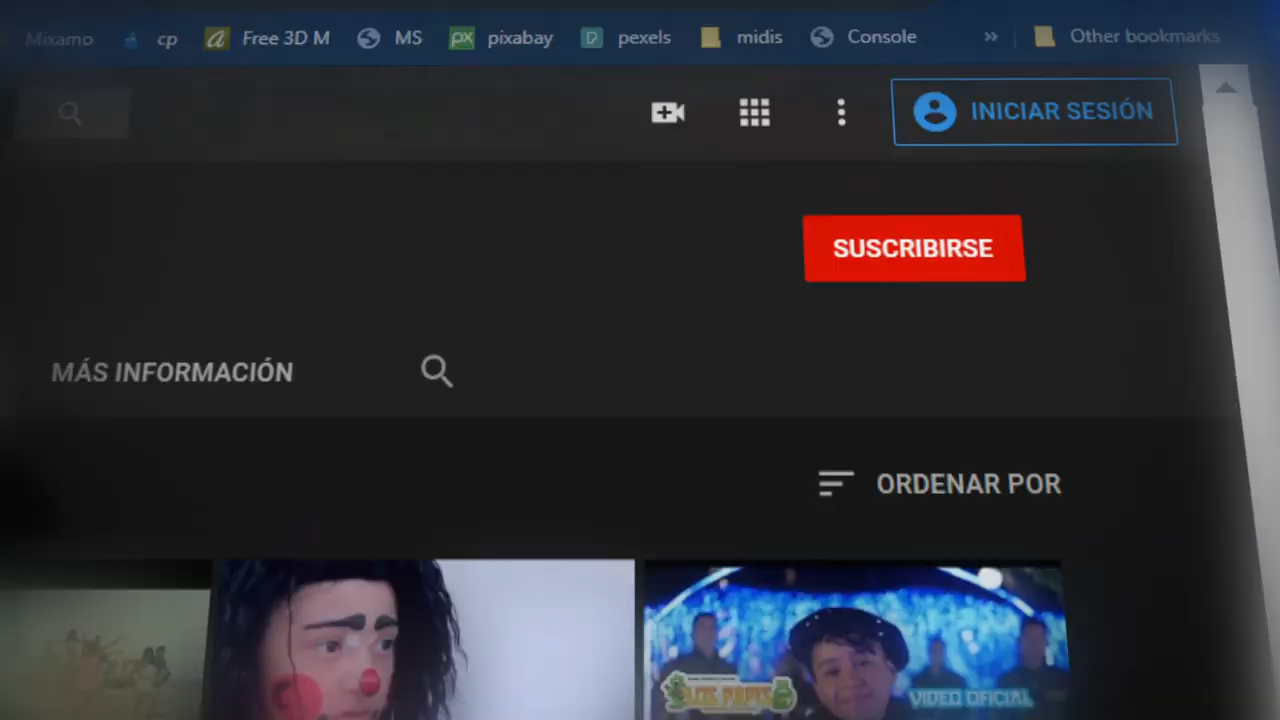 Mixamo cp Free 3D M MS pixabay pexels midis Console » Other bookmarks
INICIAR SESIÓN
SUSCRIBIRSE
MÁS INFORMACIÓN
ORDENAR POR
VIDEO OFICIAL